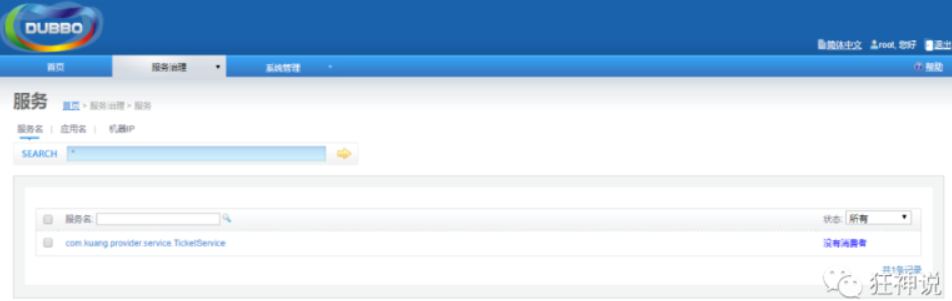 DUBBO
简体中文 root, 您好 退出
首页 服务治理 系统管理 帮助
服务 首页 > 服务治理 > 服务
服务名 | 应用名 | 机器IP
SEARCH *
服务名: 状态: 所有
com.kuang.provider.service.TicketService 没有消费者
共1条记录
狂神说